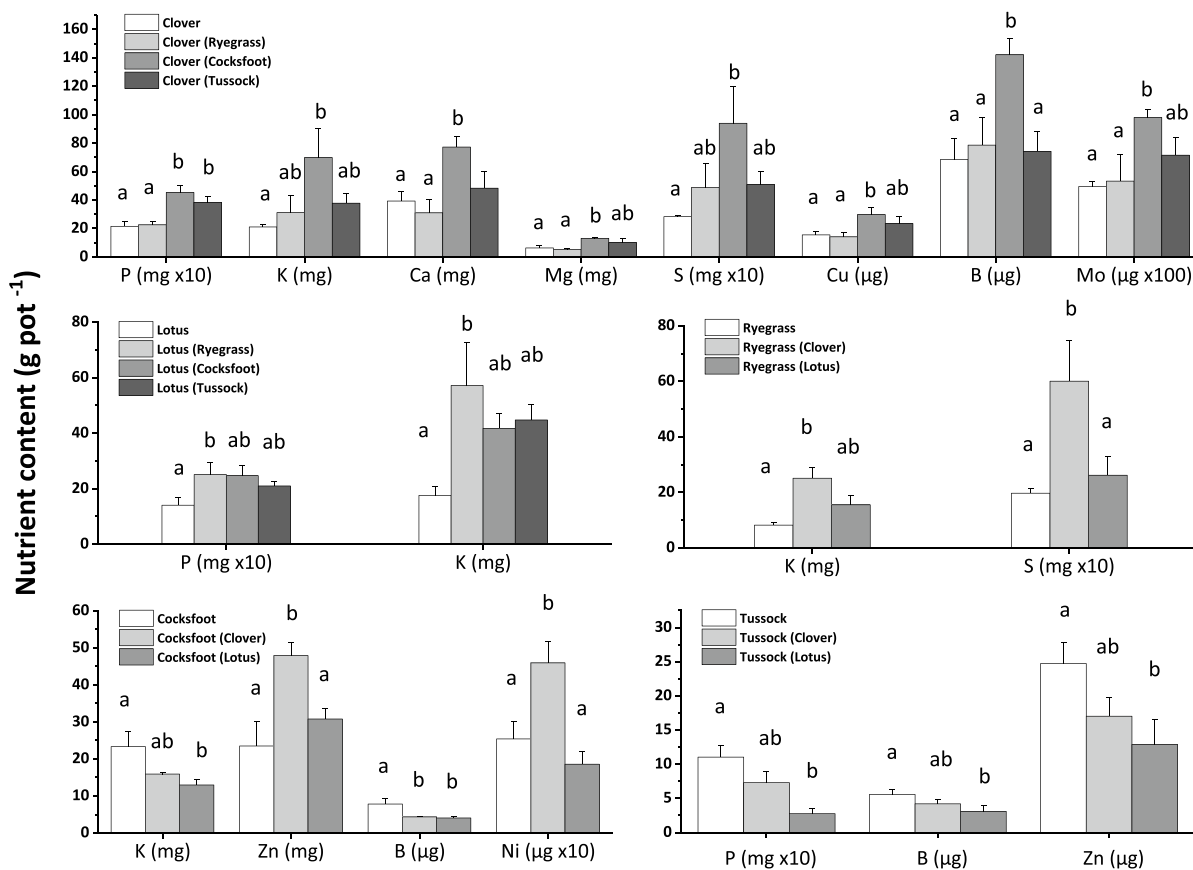 Nutrient content (g pot -1)
Clover
Clover (Ryegrass)
Clover (Cocksfoot)
Clover (Tussock)
160
140
120
100
80
60
40
20
0
a a b b
a ab b ab
a a b
a a b ab
a ab b ab
a a b ab
a a b a
a a b ab
P (mg x10) K (mg) Ca (mg) Mg (mg) S (mg x10) Cu (µg) B (µg) Mo (µg x100)
Lotus
Lotus (Ryegrass)
Lotus (Cocksfoot)
Lotus (Tussock)
80
60
40
20
0
a b ab ab
a b ab ab
P (mg x10) K (mg)
Ryegrass
Ryegrass (Clover)
Ryegrass (Lotus)
80
60
40
20
0
a b ab
a b a
K (mg) S (mg x10)
Cocksfoot
Cocksfoot (Clover)
Cocksfoot (Lotus)
60
50
40
30
20
10
0
a ab b
a b a
a b b
a b a
K (mg) Zn (mg) B (µg) Ni (µg x10)
Tussock
Tussock (Clover)
Tussock (Lotus)
30
25
20
15
10
5
0
a ab b
a ab b
a ab b
P (mg x10) B (µg) Zn (µg)